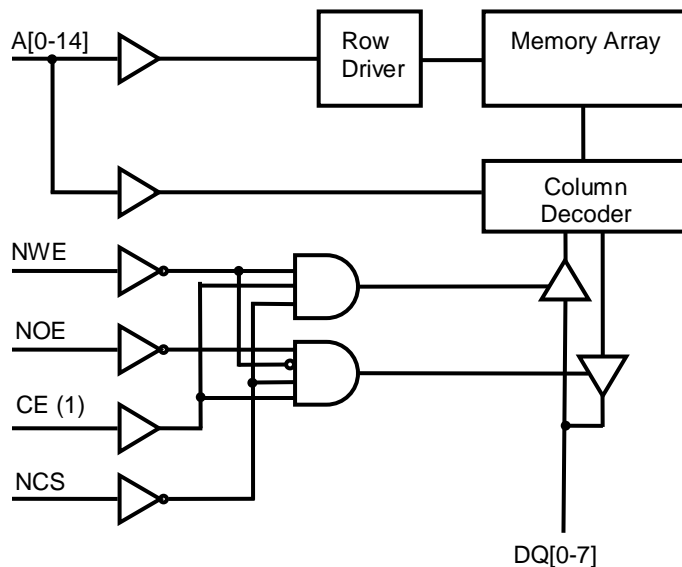 A[0-14]
Row
Driver
Memory Array
Column
Decoder
NWE
NOE
CE (1)
NCS
DQ[0-7]